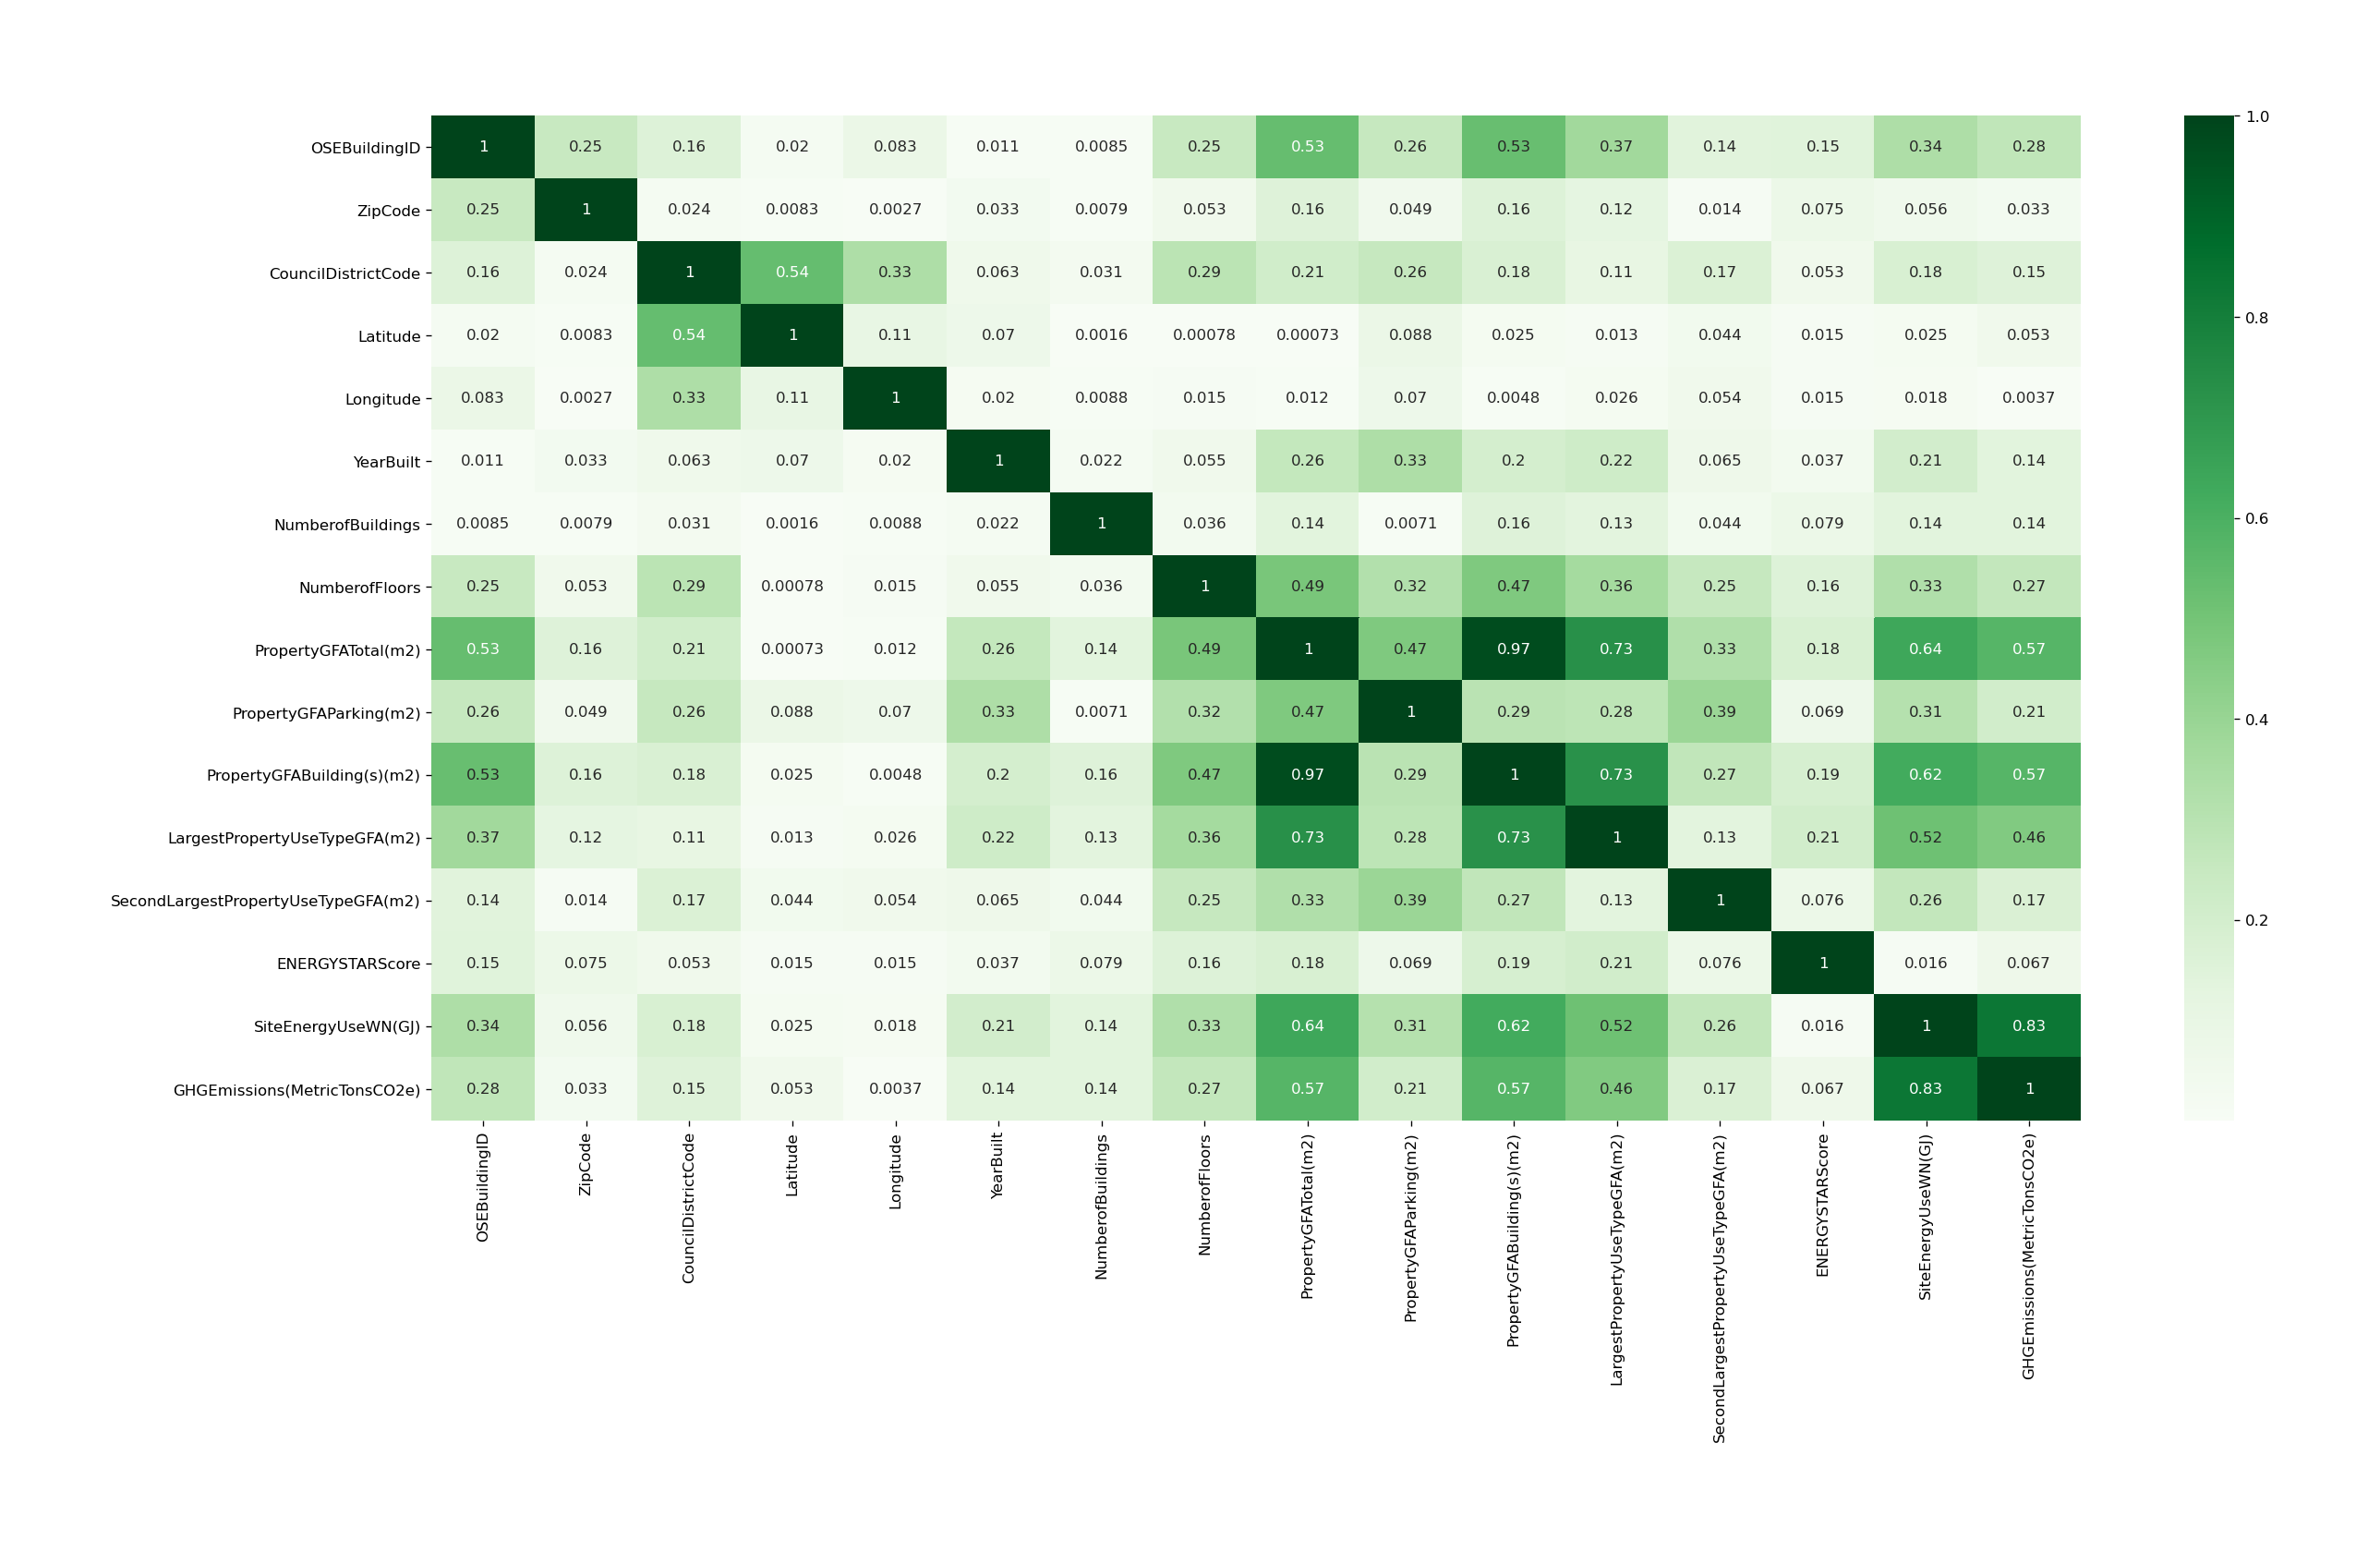 OSEBuildingID 1 0.25 0.16 0.02 0.083 0.011 0.0085 0.25 0.53 0.26 0.53 0.37 0.14 0.15 0.34 0.28
ZipCode 0.25 1 0.024 0.0083 0.0027 0.033 0.0079 0.053 0.16 0.049 0.16 0.12 0.014 0.075 0.056 0.033
CouncilDistrictCode 0.16 0.024 1 0.54 0.33 0.063 0.031 0.29 0.21 0.26 0.18 0.11 0.17 0.053 0.18 0.15
Latitude 0.02 0.0083 0.54 1 0.11 0.07 0.0016 0.00078 0.00073 0.088 0.025 0.013 0.044 0.015 0.025 0.053
Longitude 0.083 0.0027 0.33 0.11 1 0.02 0.0088 0.015 0.012 0.07 0.0048 0.026 0.054 0.015 0.018 0.0037
YearBuilt 0.011 0.033 0.063 0.07 0.02 1 0.022 0.055 0.26 0.33 0.2 0.22 0.065 0.037 0.21 0.14
NumberofBuildings 0.0085 0.0079 0.031 0.0016 0.0088 0.022 1 0.036 0.14 0.0071 0.16 0.13 0.044 0.079 0.14 0.14
NumberofFloors 0.25 0.053 0.29 0.00078 0.015 0.055 0.036 1 0.49 0.32 0.47 0.36 0.25 0.16 0.33 0.27
PropertyGFATotal(m2) 0.53 0.16 0.21 0.00073 0.012 0.26 0.14 0.49 1 0.47 0.97 0.73 0.33 0.18 0.64 0.57
PropertyGFAParking(m2) 0.26 0.049 0.26 0.088 0.07 0.33 0.0071 0.32 0.47 1 0.29 0.28 0.39 0.069 0.31 0.21
PropertyGFABuilding(s)(m2) 0.53 0.16 0.18 0.025 0.0048 0.2 0.16 0.47 0.97 0.29 1 0.73 0.27 0.19 0.62 0.57
LargestPropertyUseTypeGFA(m2) 0.37 0.12 0.11 0.013 0.026 0.22 0.13 0.36 0.73 0.28 0.73 1 0.13 0.21 0.52 0.46
SecondLargestPropertyUseTypeGFA(m2) 0.14 0.014 0.17 0.044 0.054 0.065 0.044 0.25 0.33 0.39 0.27 0.13 1 0.076 0.26 0.17
ENERGYSTARScore 0.15 0.075 0.053 0.015 0.015 0.037 0.079 0.16 0.18 0.069 0.19 0.21 0.076 1 0.016 0.067
SiteEnergyUseWN(GJ) 0.34 0.056 0.18 0.025 0.018 0.21 0.14 0.33 0.64 0.31 0.62 0.52 0.26 0.016 1 0.83
GHGEmissions(MetricTonsCO2e) 0.28 0.033 0.15 0.053 0.0037 0.14 0.14 0.27 0.57 0.21 0.57 0.46 0.17 0.067 0.83 1
OSEBuildingID
ZipCode
CouncilDistrictCode
Latitude
Longitude
YearBuilt
NumberofBuildings
NumberofFloors
PropertyGFATotal(m2)
PropertyGFAParking(m2)
PropertyGFABuilding(s)(m2)
LargestPropertyUseTypeGFA(m2)
SecondLargestPropertyUseTypeGFA(m2)
ENERGYSTARScore
SiteEnergyUseWN(GJ)
GHGEmissions(MetricTonsCO2e)
1.0
0.8
0.6
0.4
0.2